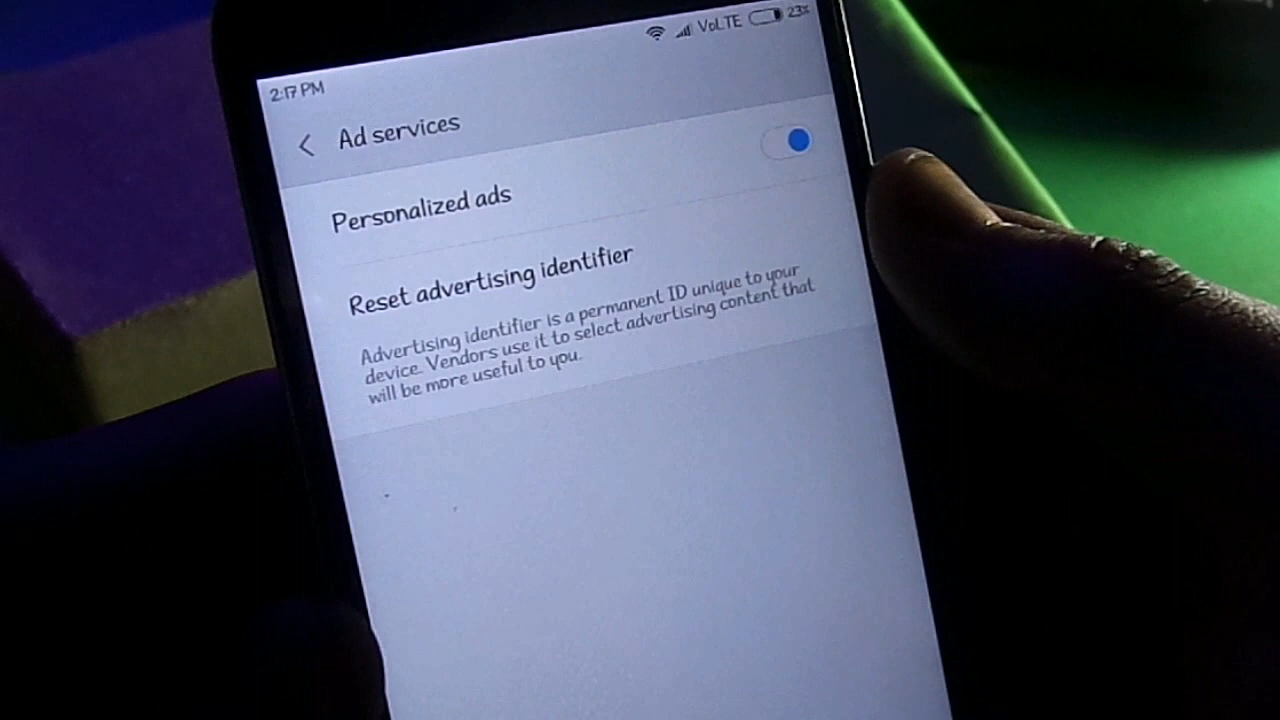 VoLTE 23%
2:17 PM
Ad services
Personalized ads
Reset advertising identifier
Advertising identifier is a permanent ID unique to your
device. Vendors use it to select advertising content that
will be more useful to you.